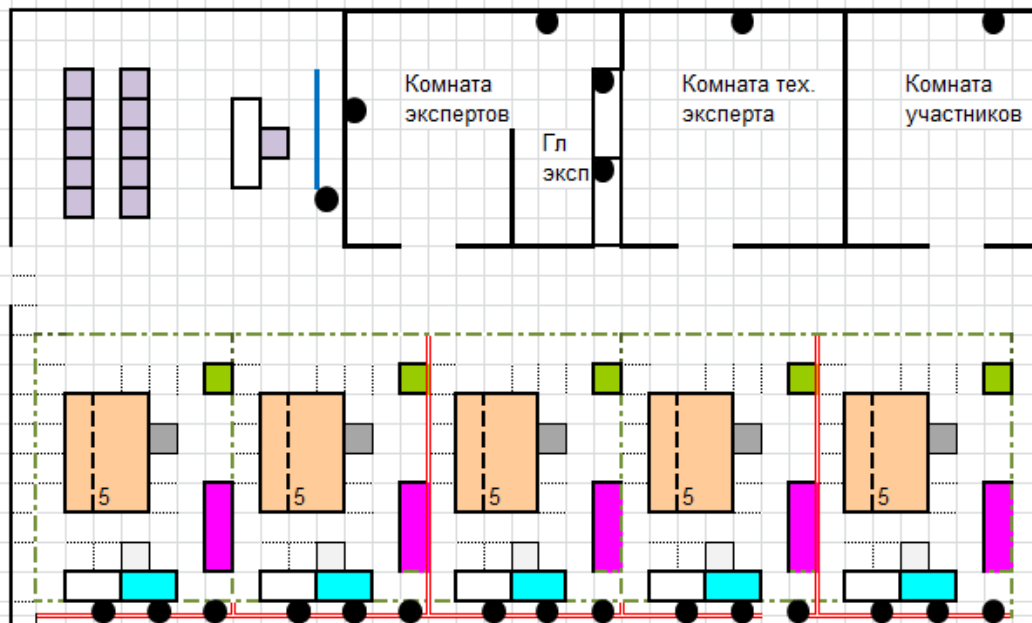 Комната
экспертов
Гл
эксп
Комната тех.
эксперта
Комната
участников
5
5
5
5
5